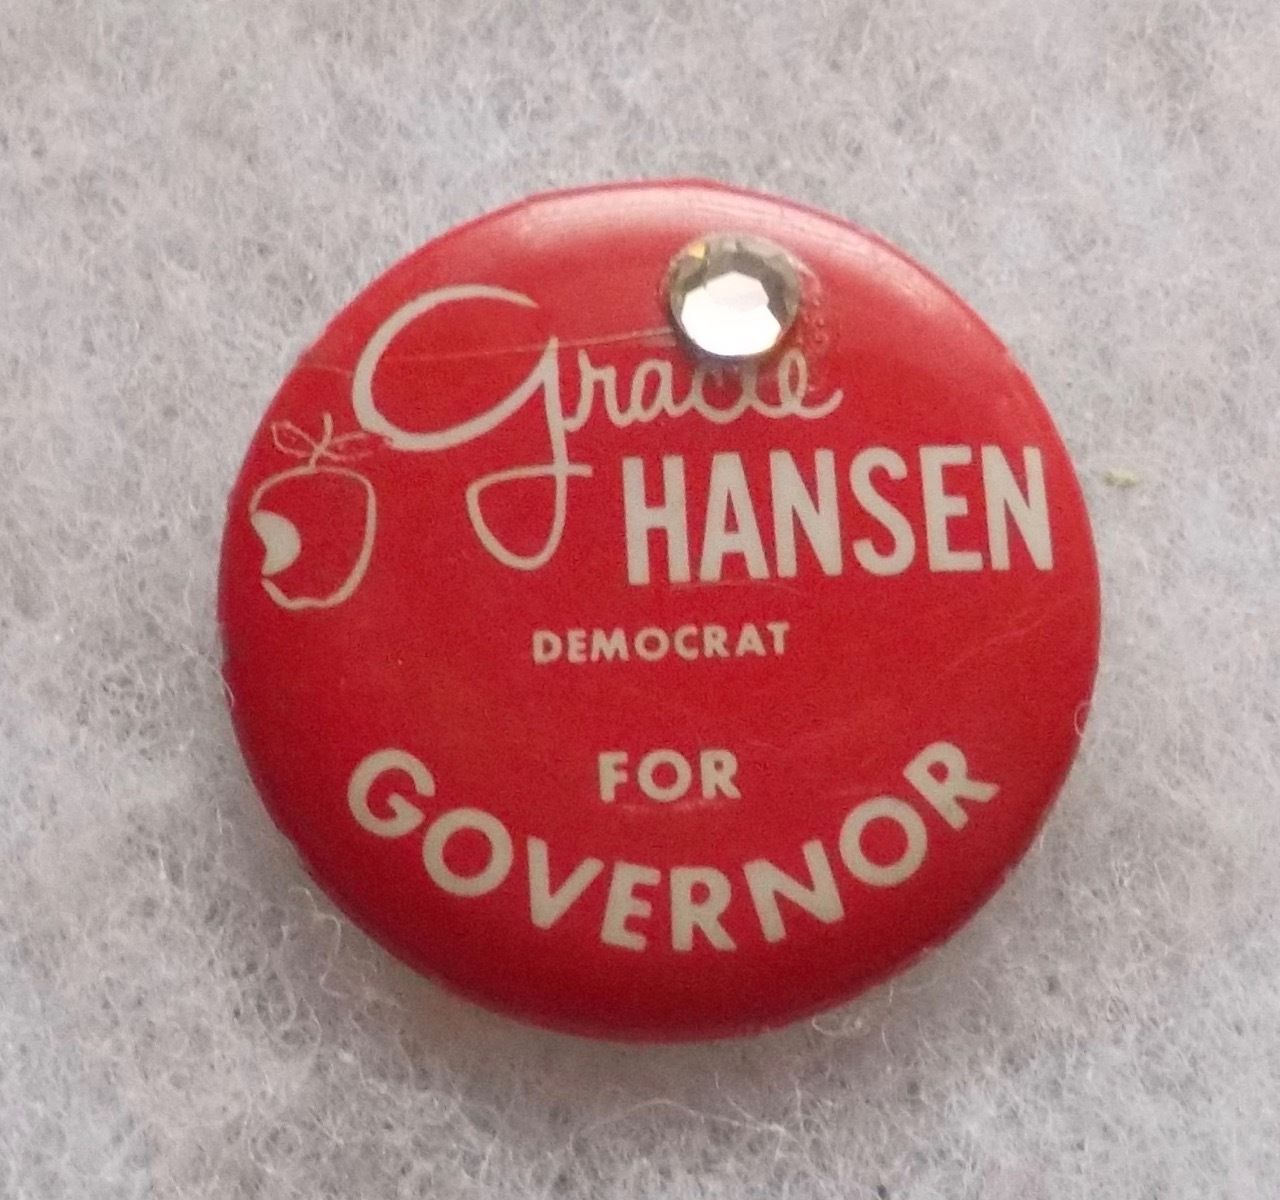 Gracie
HANSEN
DEMOCRAT
FOR
GOVERNOR